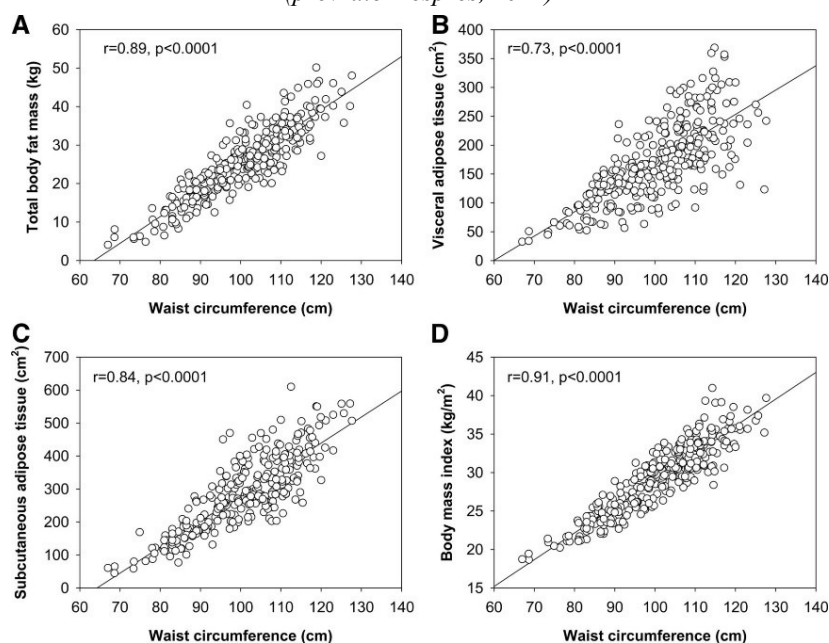 A
r=0.89, p<0.0001
Total body fat mass (kg)
60
50
40
30
20
10
0
60 70 80 90 100 110 120 130 140
Waist circumference (cm)
B
r=0.73, p<0.0001
Visceral adipose tissue (cm²)
400
350
300
250
200
150
100
50
0
60 70 80 90 100 110 120 130 140
Waist circumference (cm)
C
r=0.84, p<0.0001
Subcutaneous adipose tissue (cm²)
700
600
500
400
300
200
100
0
60 70 80 90 100 110 120 130 140
Waist circumference (cm)
D
r=0.91, p<0.0001
Body mass index (kg/m²)
45
40
35
30
25
20
15
60 70 80 90 100 110 120 130 140
Waist circumference (cm)